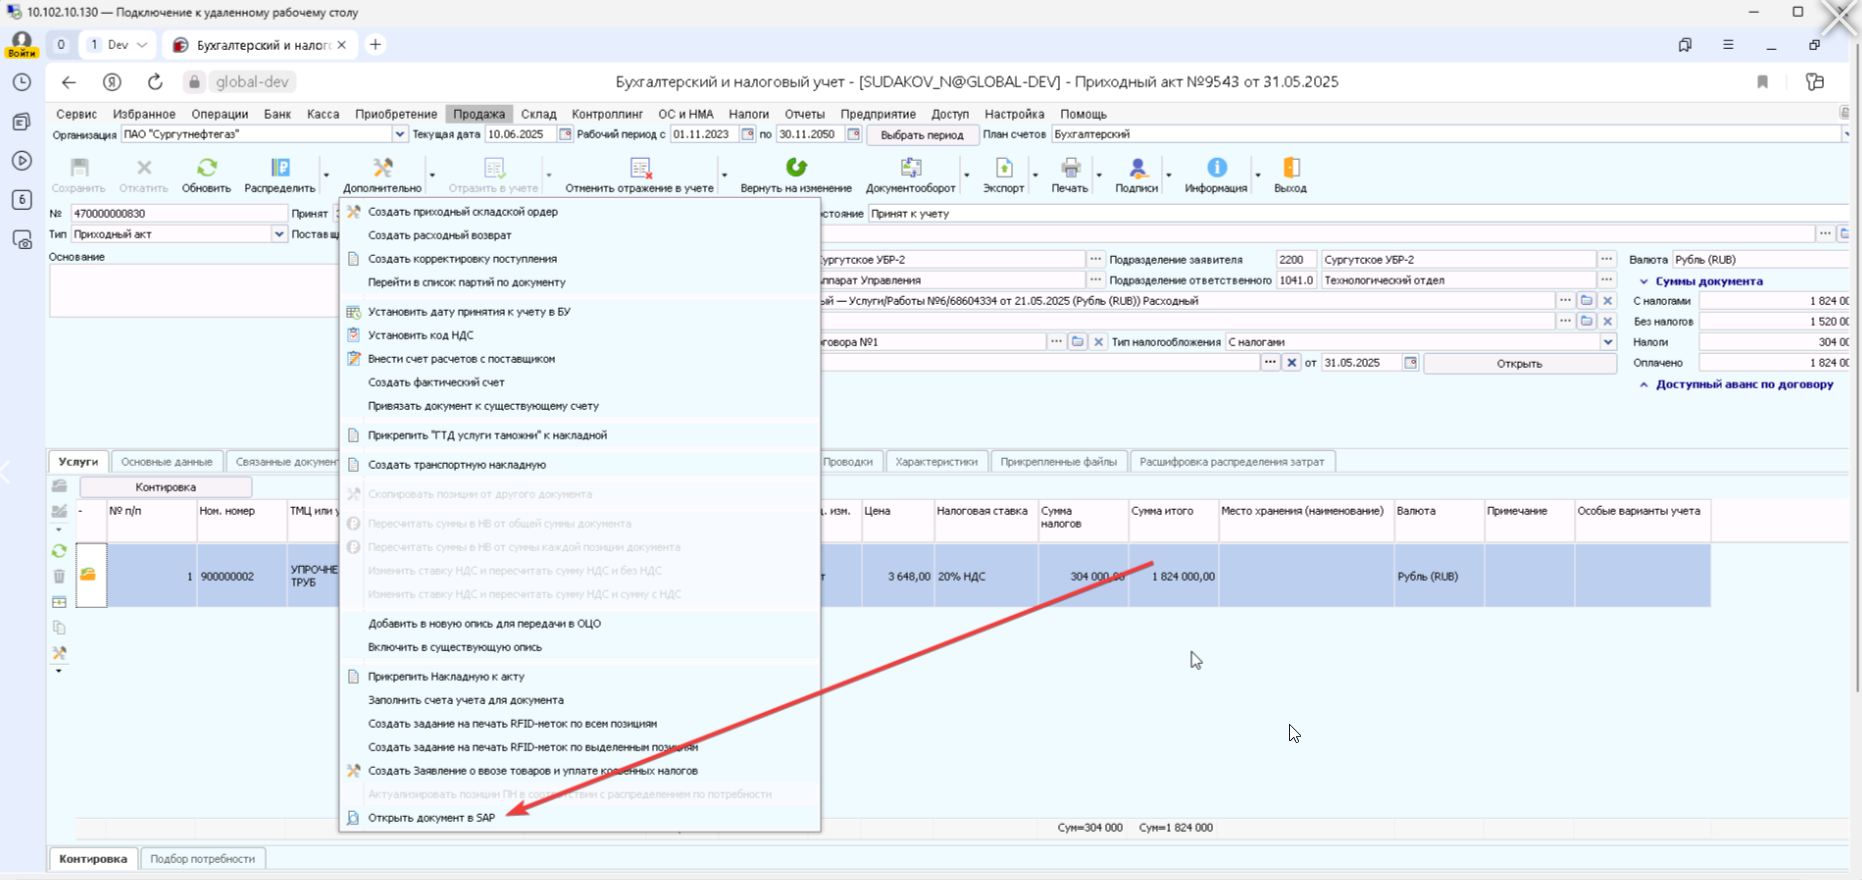 10.102.10.130 — Подключение к удаленному рабочему столу
Войти
0
1 Dev
Бухгалтерский и налого
6
global-dev
Бухгалтерский и налоговый учет - [SUDAKOV_N@GLOBAL-DEV] - Приходный акт №9543 от 31.05.2025
Сервис Избранное Операции Банк Касса Приобретение Продажа Склад Контроллинг ОС и НМА Налоги Отчеты Предприятие Доступ Настройка Помощь
Организация ПАО "Сургутнефтегаз" Текущая дата 10.06.2025 Рабочий период с 01.11.2023 по 30.11.2050 Выбрать период План счетов Бухгалтерский
Сохранить Откатить Обновить Распределить Дополнительно Отразить в учете Отменить отражение в учете Вернуть на изменение Документооборот Экспорт Печать Подписи Информация Выход
№ 470000000830 Принят
стояние Принят к учету
Тип Приходный акт Поставщ
Основание
ургутское УБР-2 Подразделение заявителя 2200 Сургутское УБР-2 Валюта Рубль (RUB)
ппарат Управления Подразделение ответственного 1041.0 Технологический отдел Суммы документа
ый — Услуги/Работы №6/68604334 от 21.05.2025 (Рубль (RUB)) Расходный С налогами 1 824 00
Без налогов 1 520 00
говора №1 Тип налогообложения С налогами Налоги 304 00
от 31.05.2025 Открыть Оплачено 1 824 00
Доступный аванс по договору
Создать приходный складской ордер
Создать расходный возврат
Создать корректировку поступления
Перейти в список партий по документу
Установить дату принятия к учету в БУ
Установить код НДС
Внести счет расчетов с поставщиком
Создать фактический счет
Привязать документ к существующему счету
Прикрепить "ГТД услуги таможни" к накладной
Создать транспортную накладную
Скопировать позиции от другого документа
Пересчитать суммы в НВ от общей суммы документа
Пересчитать суммы в НВ от суммы каждой позиции документа
Изменить ставку НДС и пересчитать сумму НДС и без НДС
Изменить ставку НДС и пересчитать сумму НДС и сумму с НДС
Добавить в новую опись для передачи в ОЦО
Включить в существующую опись
Прикрепить Накладную к акту
Заполнить счета учета для документа
Создать задание на печать RFID-меток по всем позициям
Создать задание на печать RFID-меток по выделенным позициям
Создать Заявление о ввозе товаров и уплате косвенных налогов
Актуализировать позиции ПН в соответствии с распределением по потребности
Открыть документ в SAP
Услуги Основные данные Связанные документ Проводки Характеристики Прикрепленные файлы Расшифровка распределения затрат
Контировка
- № п/п Ном. номер ТМЦ или у д. изм. Цена Налоговая ставка Сумма налогов Сумма итого Место хранения (наименование) Валюта Примечание Особые варианты учета
1 900000002 УПРОЧНЕ ТРУБ т 3 648,00 20% НДС 304 000,00 1 824 000,00 Рубль (RUB)
Сум=304 000 Сум=1 824 000
Контировка Подбор потребности